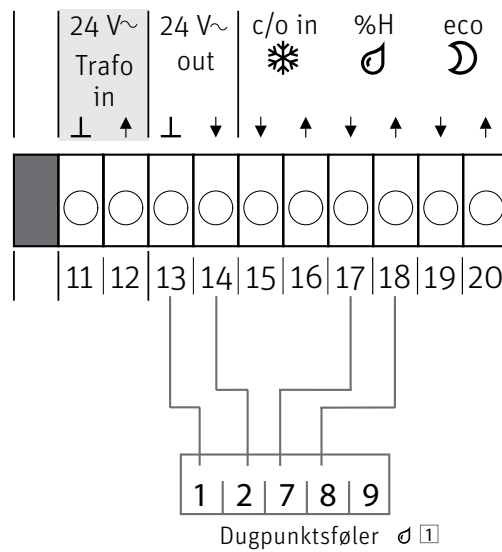 24 V~ 24 V~ c/o in %H eco
Trafo out
in
11 12 13 14 15 16 17 18 19 20
1 2 7 8 9
Dugpunktsføler 1